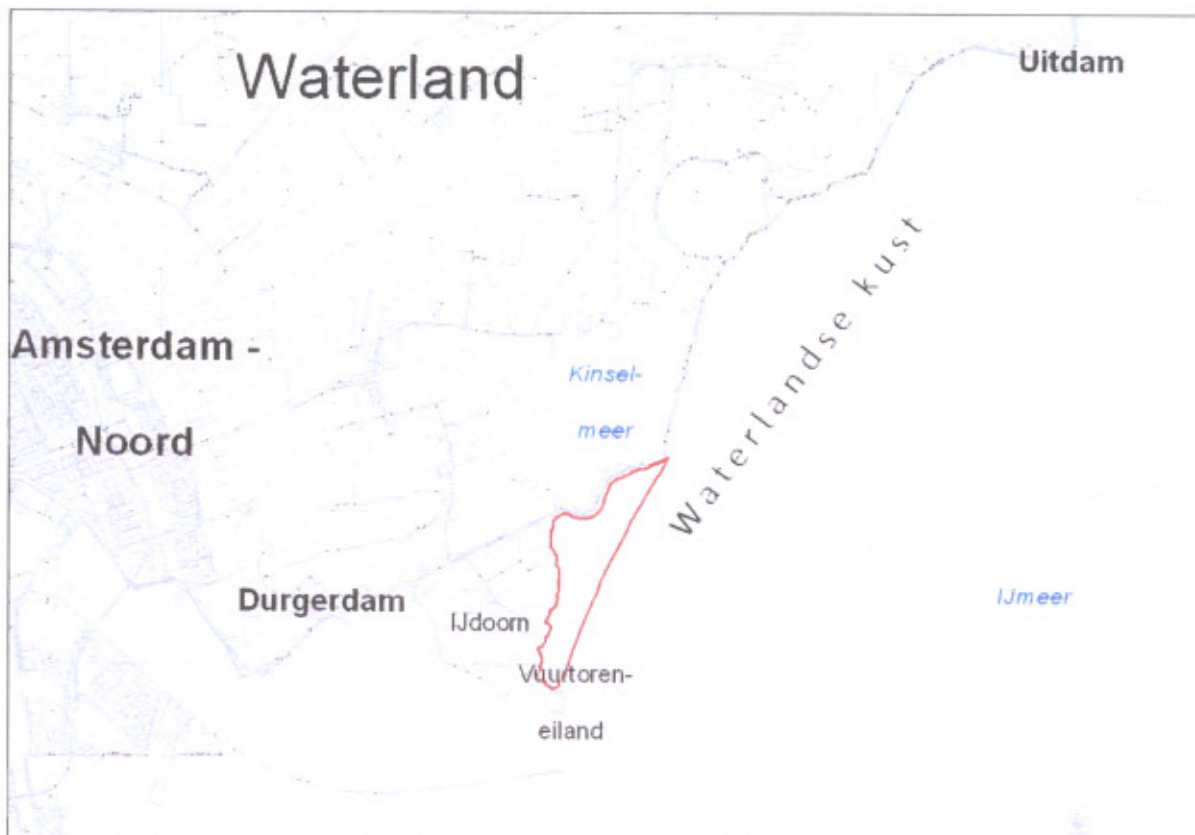 Waterland
Uitdam
Waterlandse kust
Amsterdam -
Noord
Kinsel-
meer
Durgerdam
IJdoorn
IJmeer
Vuurtoren-
eiland